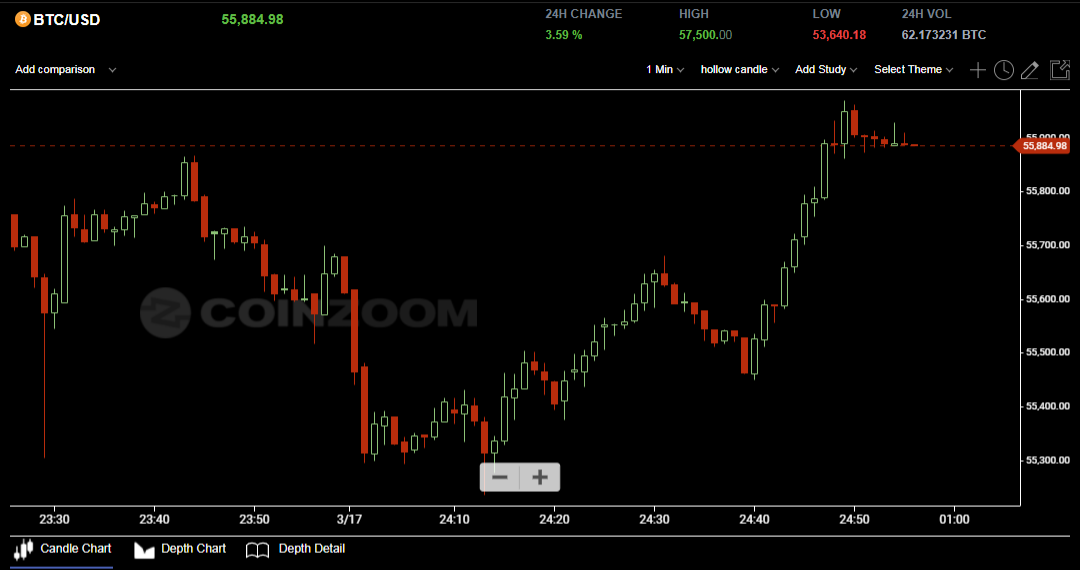 BTC/USD 55,884.98 24H CHANGE HIGH LOW 24H VOL
3.59 % 57,500.00 53,640.18 62.173231 BTC
Add comparison 1 Min hollow candle Add Study Select Theme
55,900.00
55,884.98
55,800.00
55,700.00
COINZOOM
55,600.00
55,500.00
55,400.00
55,300.00
− +
23:30 23:40 23:50 3/17 24:10 24:20 24:30 24:40 24:50 01:00
Candle Chart Depth Chart Depth Detail